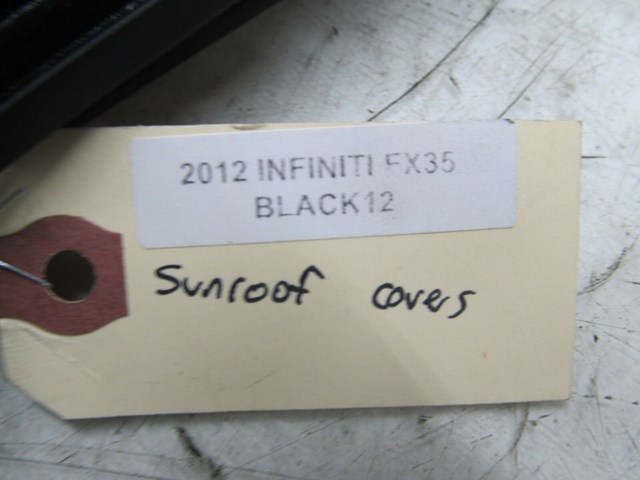 2012 INFINITI FX35
BLACK12
Sunroof covers